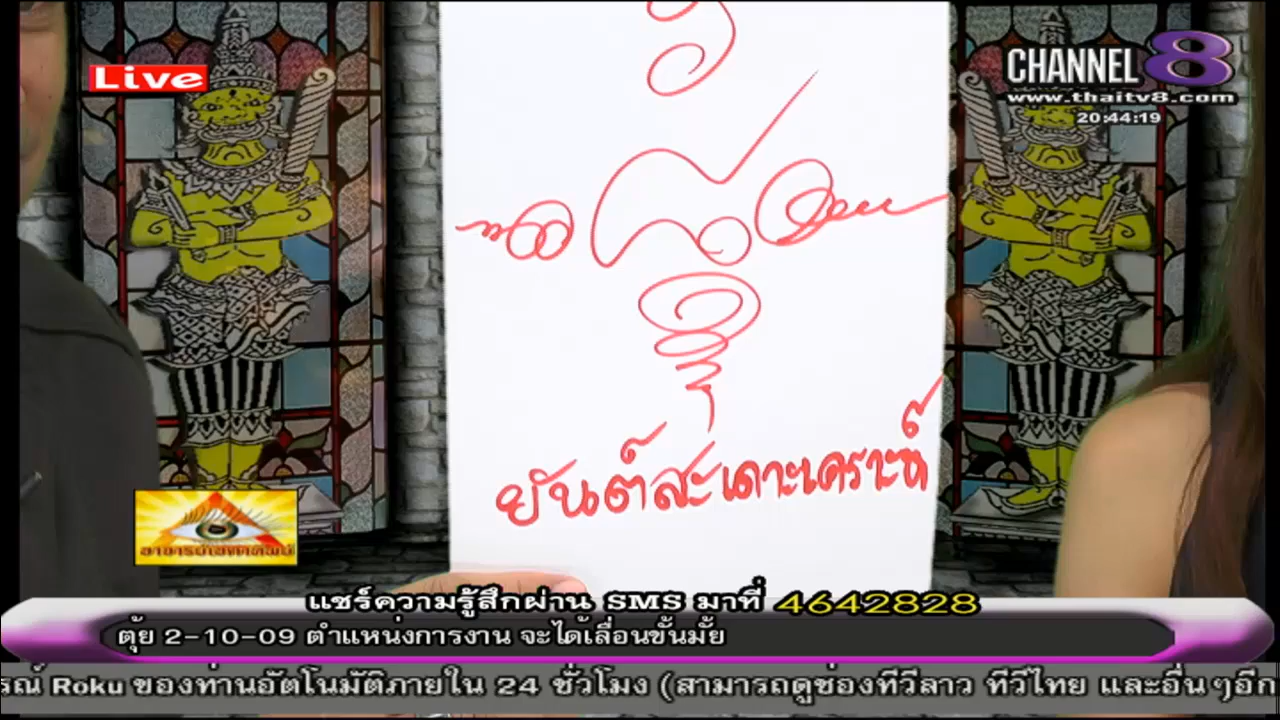 Live
CHANNEL 8
www.thaitv8.com
20:44:19
ยันต์สะเดาะเคราะห์
แชร์ความรู้สึกผ่าน SMS มาที่ 4642828
ตุ้ย 2-10-09 ตำแหน่งการงาน จะได้เลื่อนขั้นมั้ย
รณ์ Roku ของท่านอัตโนมัติภายใน 24 ชั่วโมง (สามารถดูช่องทีวีลาว ทีวีไทย และอื่นๆอีก